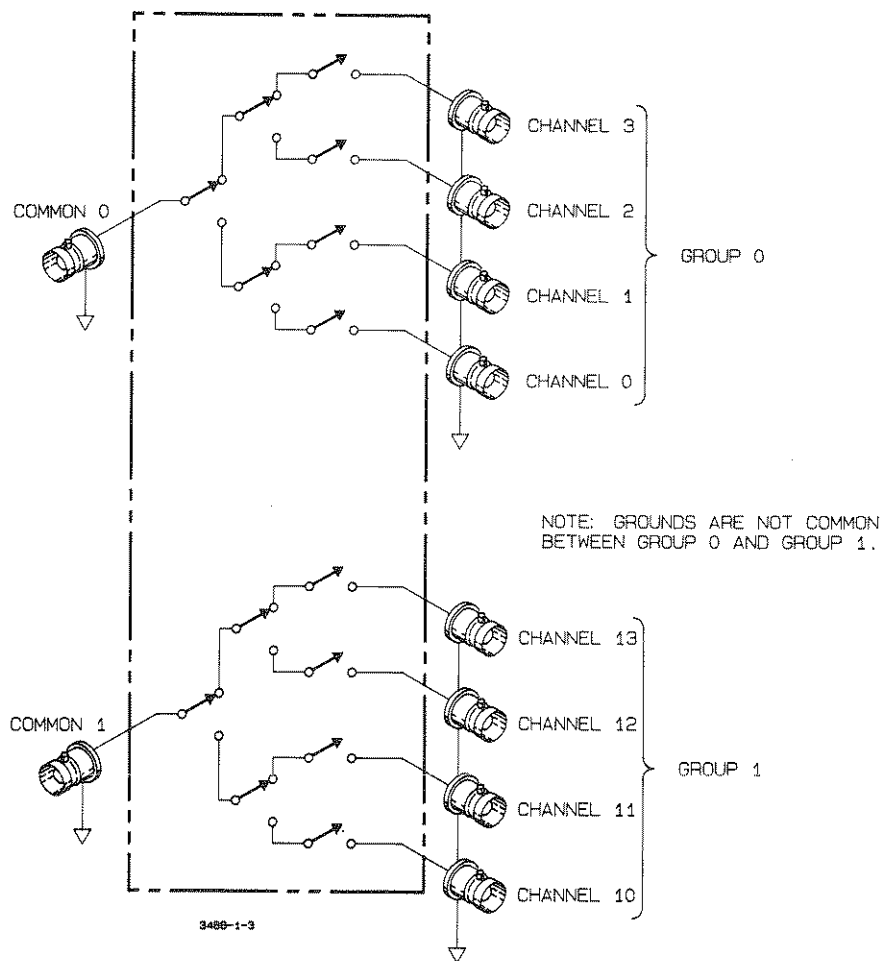 CHANNEL 3
CHANNEL 2
COMMON 0
GROUP 0
CHANNEL 1
CHANNEL 0
NOTE: GROUNDS ARE NOT COMMON
BETWEEN GROUP 0 AND GROUP 1.
CHANNEL 13
CHANNEL 12
COMMON 1
GROUP 1
CHANNEL 11
CHANNEL 10
3488-1-3